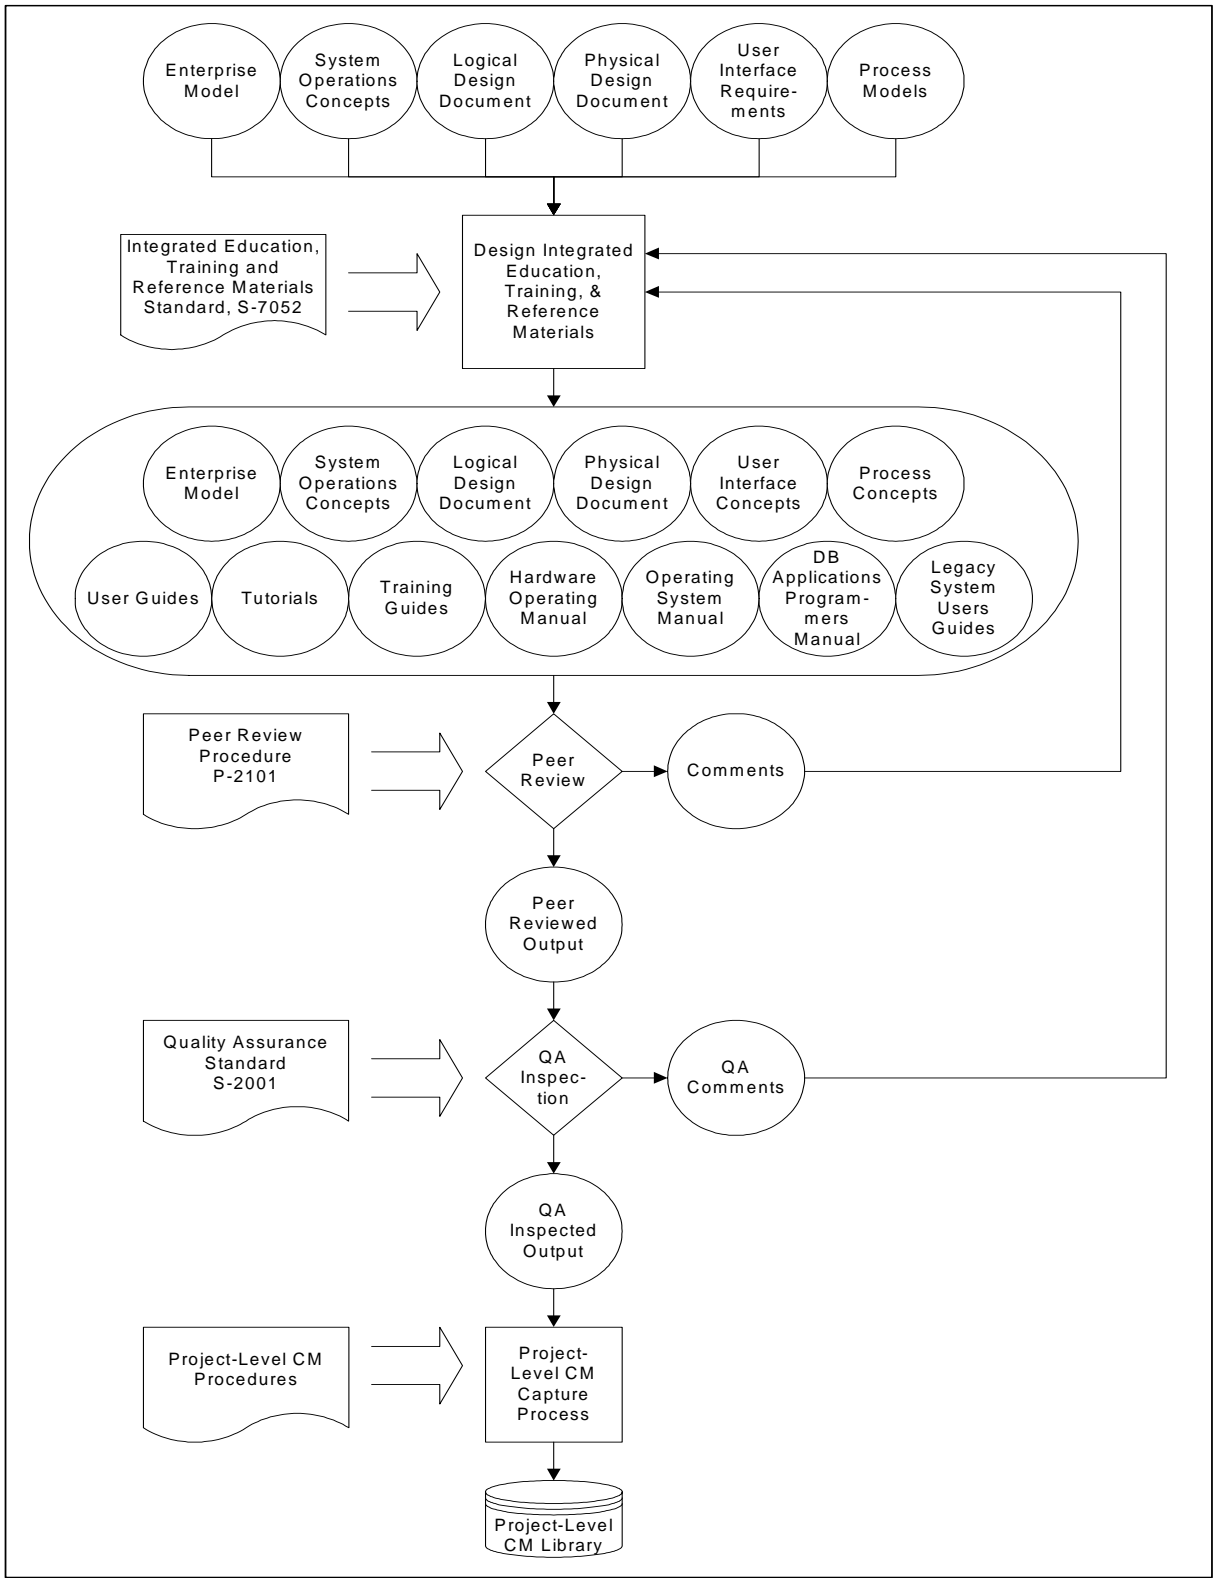 Enterprise
Model
System
Operations
Concepts
Logical
Design
Document
Physical
Design
Document
User
Interface
Require-
ments
Process
Models
Integrated Education,
Training and
Reference Materials
Standard, S-7052
Design Integrated
Education,
Training, &
Reference
Materials
Enterprise
Model
System
Operations
Concepts
Logical
Design
Document
Physical
Design
Document
User
Interface
Concepts
Process
Concepts
User Guides
Tutorials
Training
Guides
Hardware
Operating
Manual
Operating
System
Manual
DB
Applications
Program-
mers
Manual
Legacy
System
Users
Guides
Peer Review
Procedure
P-2101
Peer
Review
Comments
Peer
Reviewed
Output
Quality Assurance
Standard
S-2001
QA
Inspec-
tion
QA
Comments
QA
Inspected
Output
Project-Level CM
Procedures
Project-
Level CM
Capture
Process
Project-Level
CM Library